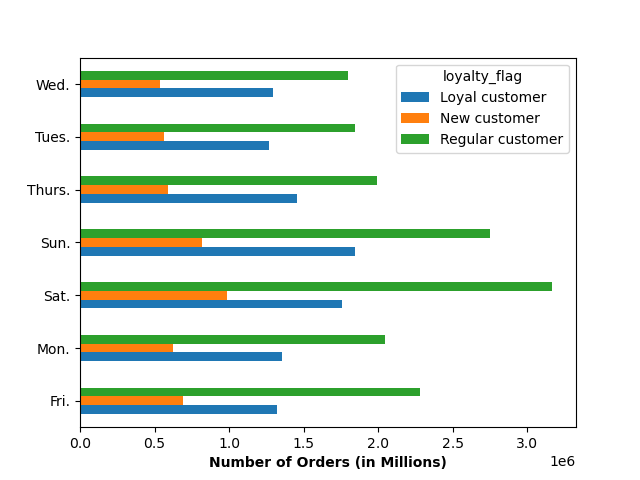 loyalty_flag
Loyal customer
New customer
Regular customer
Wed.
Tues.
Thurs.
Sun.
Sat.
Mon.
Fri.
0.0 0.5 1.0 1.5 2.0 2.5 3.0
1e6
Number of Orders (in Millions)